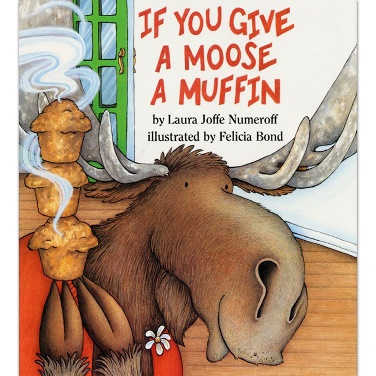 IF YOU GIVE
A MOOSE
A MUFFIN
by Laura Joffe Numeroff
illustrated by Felicia Bond